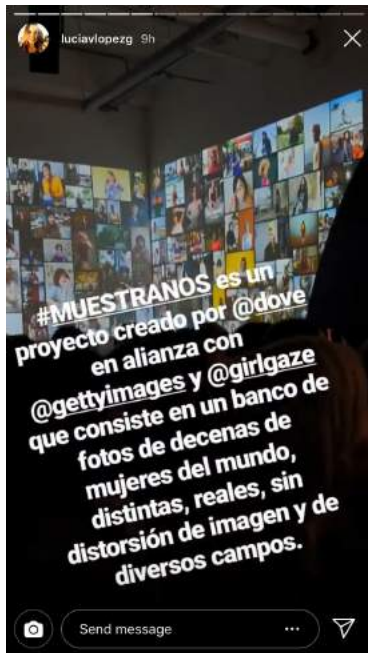 luciavlopezg 9h
#MUESTRANOS es un
proyecto creado por @dove
en alianza con
@gettyimages y @girlgaze
que consiste en un banco de
fotos de decenas de
mujeres del mundo,
distintas, reales, sin
distorsión de imagen y de
diversos campos.
Send message